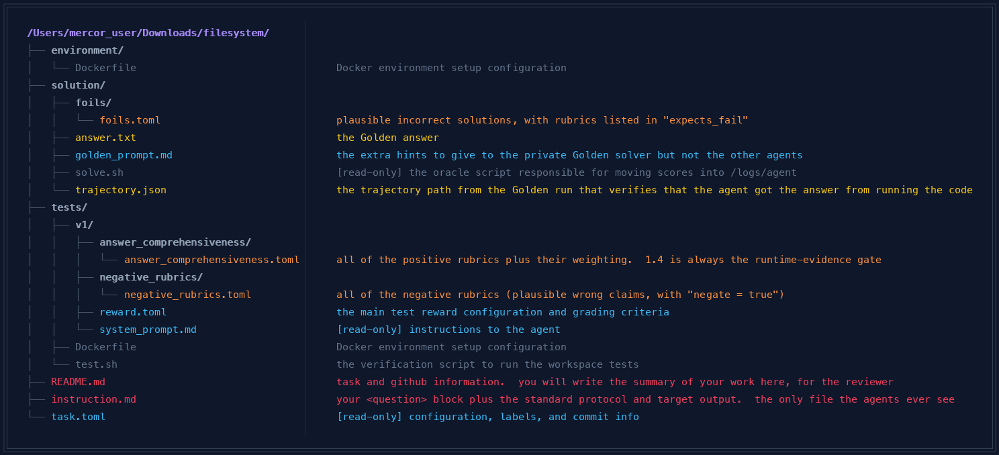 /Users/mercor_user/Downloads/filesystem/
├── environment/
│   └── Dockerfile Docker environment setup configuration
├── solution/
│   ├── foils/
│   │   └── foils.toml plausible incorrect solutions, with rubrics listed in "expects_fail"
│   ├── answer.txt the Golden answer
│   ├── golden_prompt.md the extra hints to give to the private Golden solver but not the other agents
│   ├── solve.sh [read-only] the oracle script responsible for moving scores into /logs/agent
│   └── trajectory.json the trajectory path from the Golden run that verifies that the agent got the answer from running the code
├── tests/
│   ├── v1/
│   │   ├── answer_comprehensiveness/
│   │   │   └── answer_comprehensiveness.toml all of the positive rubrics plus their weighting.  1.4 is always the runtime-evidence gate
│   │   ├── negative_rubrics/
│   │   │   └── negative_rubrics.toml all of the negative rubrics (plausible wrong claims, with "negate = true")
│   │   ├── reward.toml the main test reward configuration and grading criteria
│   │   └── system_prompt.md [read-only] instructions to the agent
│   ├── Dockerfile Docker environment setup configuration
│   └── test.sh the verification script to run the workspace tests
├── README.md task and github information.  you will write the summary of your work here, for the reviewer
├── instruction.md your <question> block plus the standard protocol and target output.  the only file the agents ever see
└── task.toml [read-only] configuration, labels, and commit info